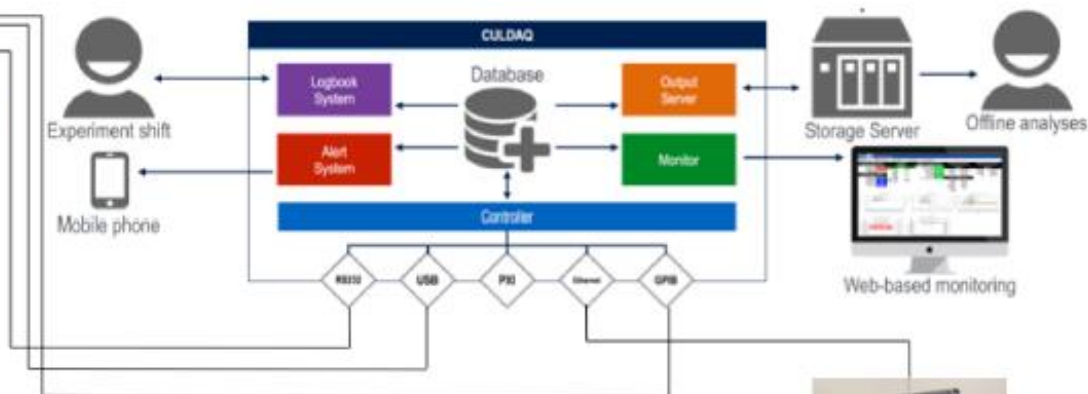 CULDAQ
Logbook
System
Database
Output
Server
Experiment shift
Storage Server
Offline analyses
Alert
System
Monitor
Mobile phone
Controller
RS232
USB
PXI
Ethernet
GPIB
Web-based monitoring